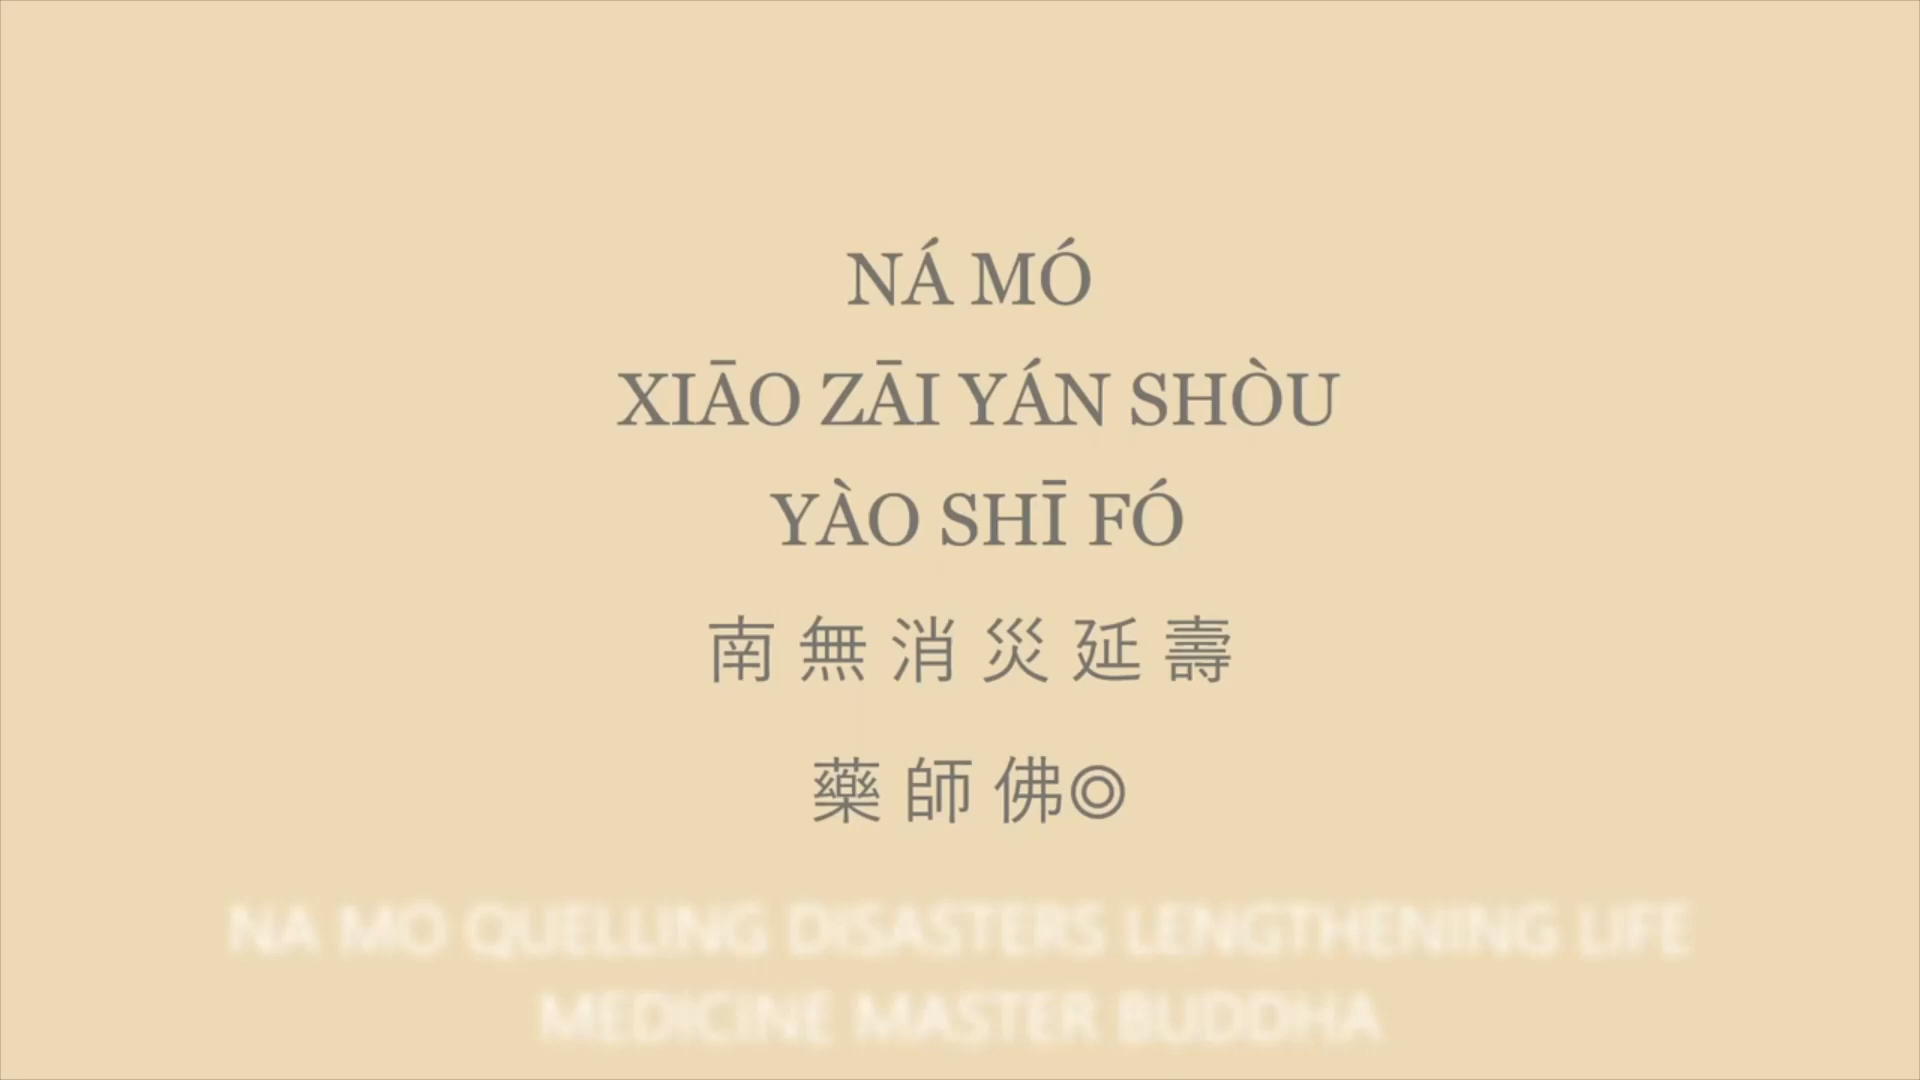 NÁ MÓ
XIĀO ZĀI YÁN SHÒU
YÀO SHĪ FÓ
南 無 消 災 延 壽
藥 師 佛◎
NA MO QUELLING DISASTERS LENGTHENING LIFE
MEDICINE MASTER BUDDHA